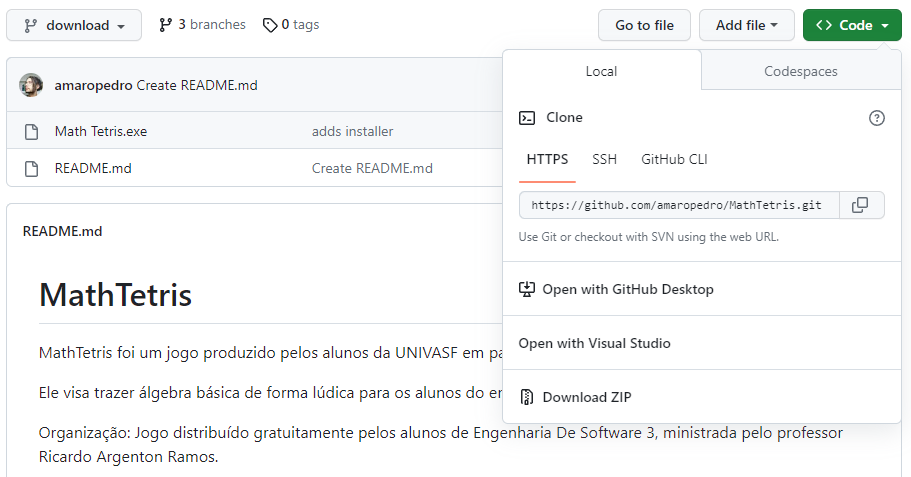 download
3 branches
0 tags
Go to file
Add file
Code
amaropedro Create README.md
Math Tetris.exe adds installer
README.md Create README.md
Local Codespaces
Clone
HTTPS SSH GitHub CLI
https://github.com/amaropedro/MathTetris.git
Use Git or checkout with SVN using the web URL.
Open with GitHub Desktop
Open with Visual Studio
Download ZIP
README.md
MathTetris
MathTetris foi um jogo produzido pelos alunos da UNIVASF em
Ele visa trazer álgebra básica de forma lúdica para os alunos do
Organização: Jogo distribuído gratuitamente pelos alunos de Engenharia De Software 3, ministrada pelo professor
Ricardo Argenton Ramos.